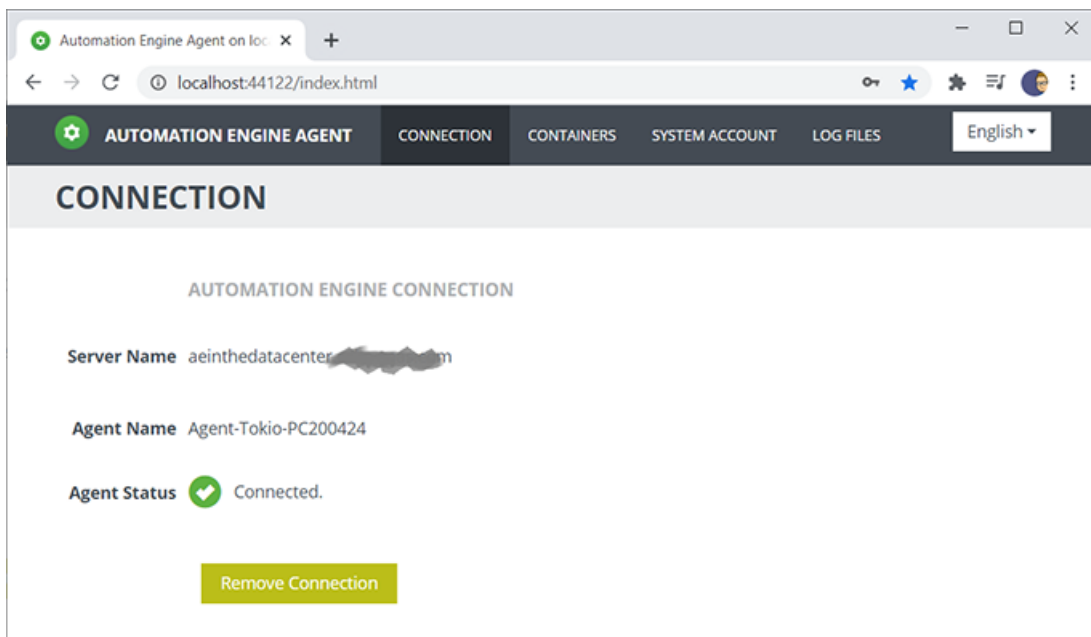 Automation Engine Agent on loc
localhost:44122/index.html
AUTOMATION ENGINE AGENT CONNECTION CONTAINERS SYSTEM ACCOUNT LOG FILES English
CONNECTION
AUTOMATION ENGINE CONNECTION
Server Name aeinthedatacenter
Agent Name Agent-Tokio-PC200424
Agent Status Connected.
Remove Connection